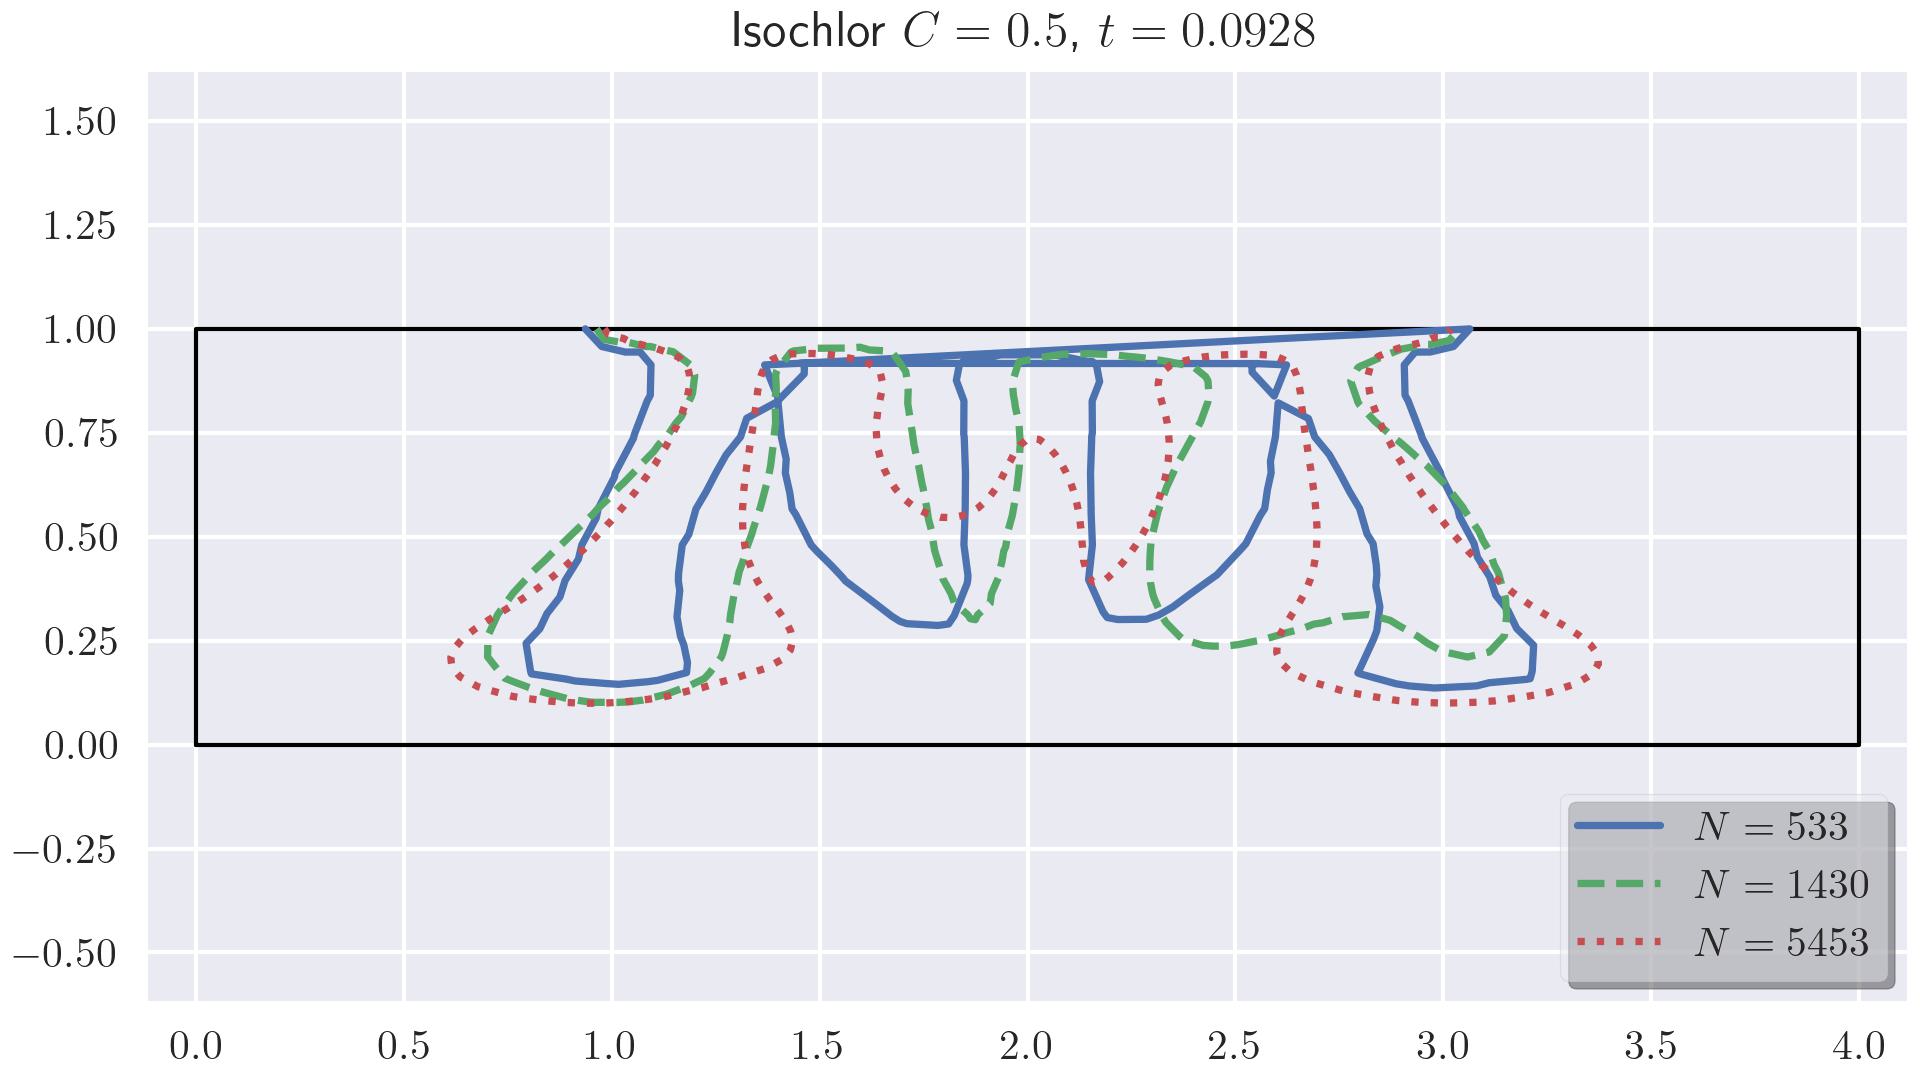 Isochlor C = 0.5, t = 0.0928
1.50
1.25
1.00
0.75
0.50
0.25
0.00
−0.25
−0.50
0.0 0.5 1.0 1.5 2.0 2.5 3.0 3.5 4.0
N = 533
N = 1430
N = 5453